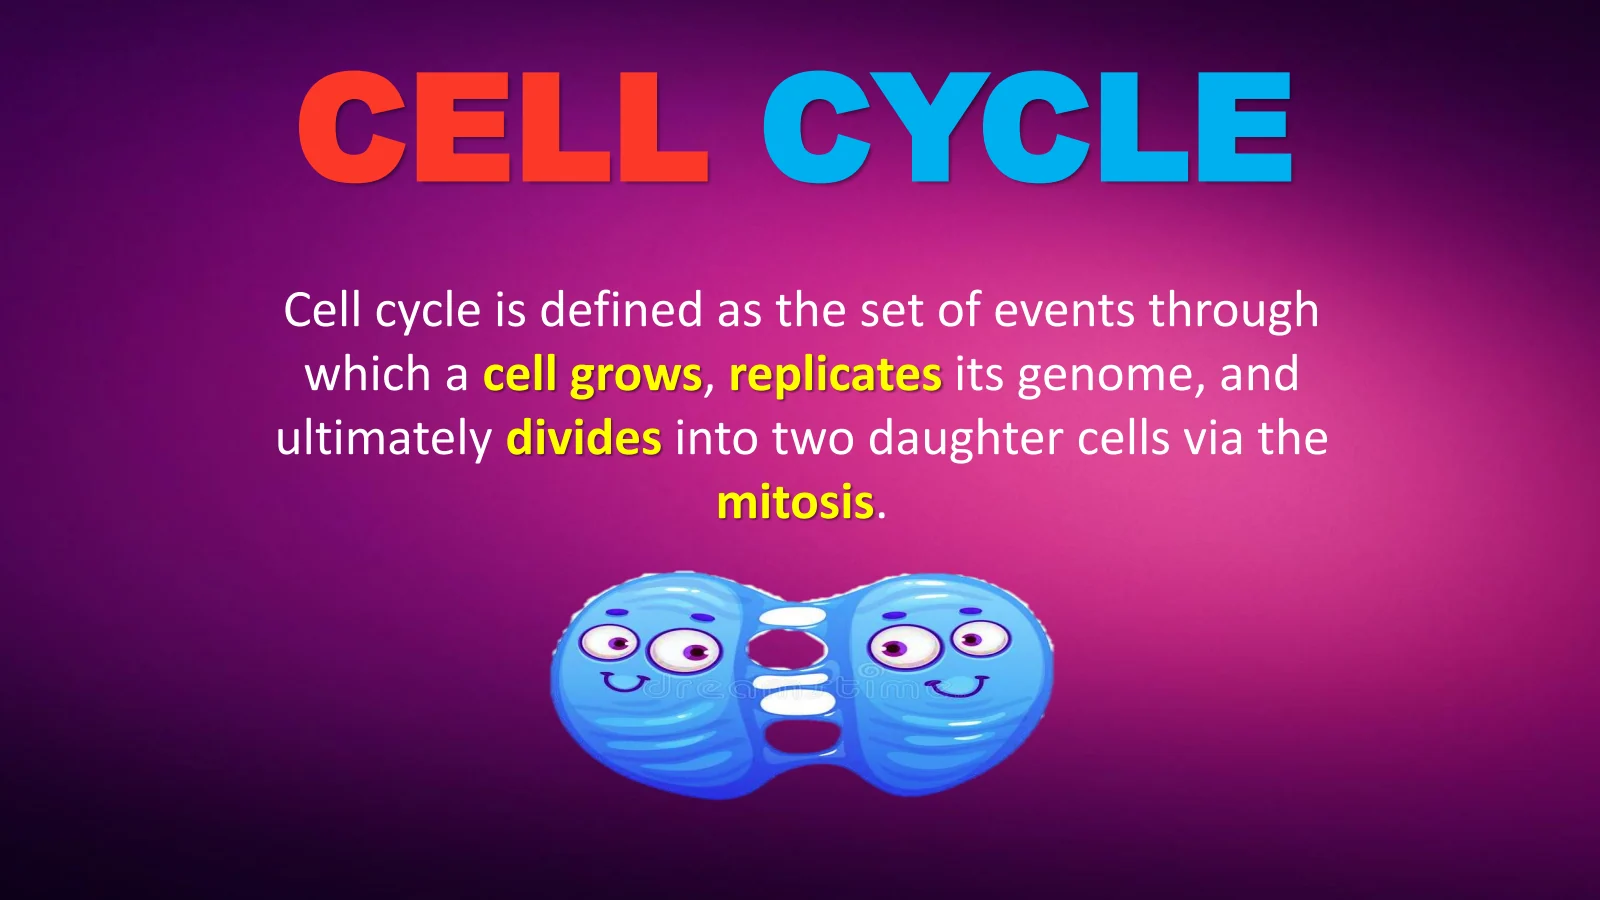 CELL CYCLE
Cell cycle is defined as the set of events through
which a cell grows, replicates its genome, and
ultimately divides into two daughter cells via the
mitosis.
dreamstime